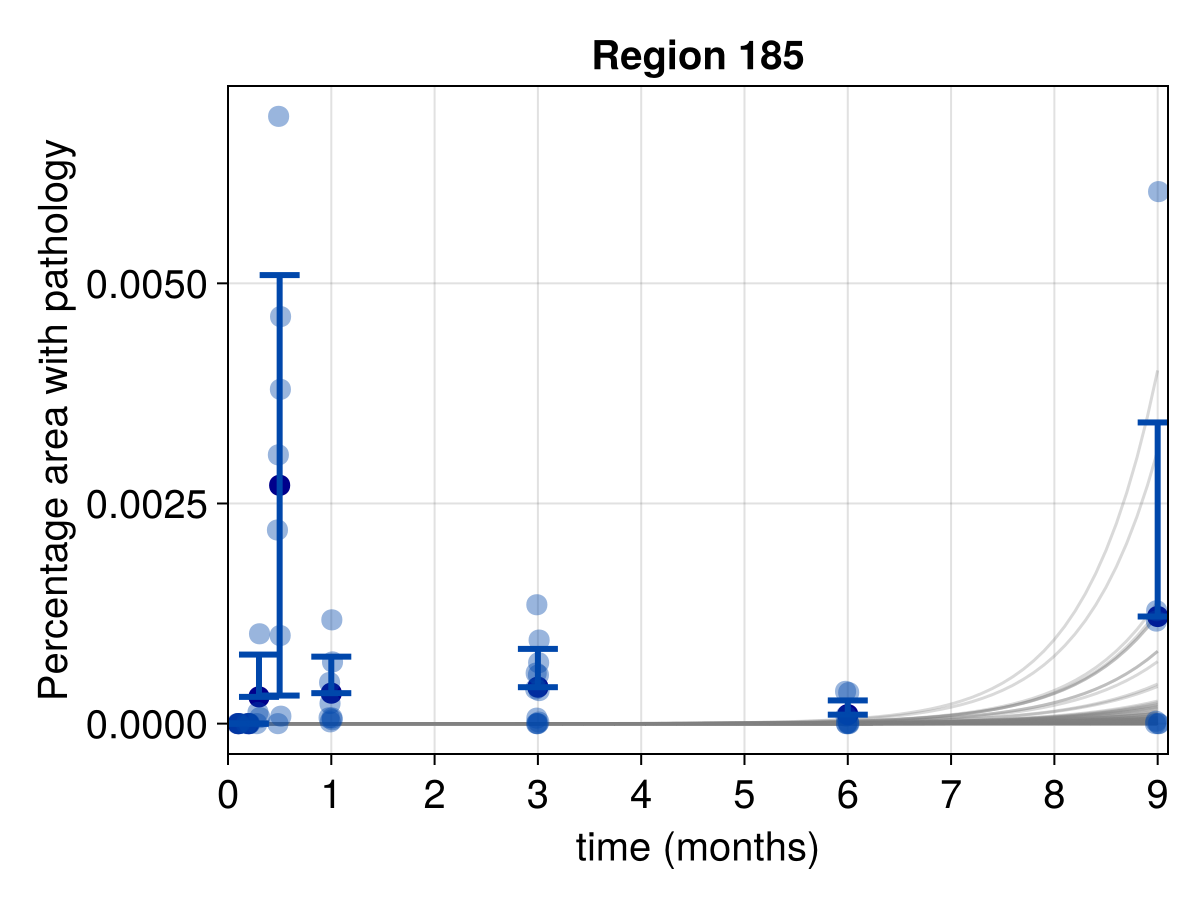 Region 185
Percentage area with pathology
0.0050
0.0025
0.0000
0 1 2 3 4 5 6 7 8 9
time (months)